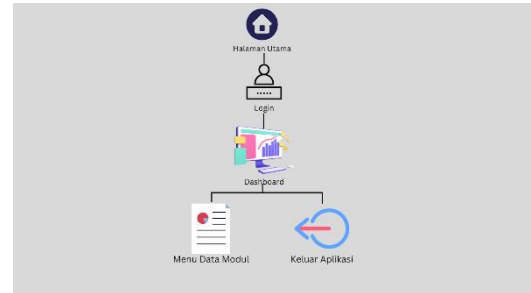 Halaman Utama
Login
Dashboard
Menu Data Modul
Keluar Aplikasi